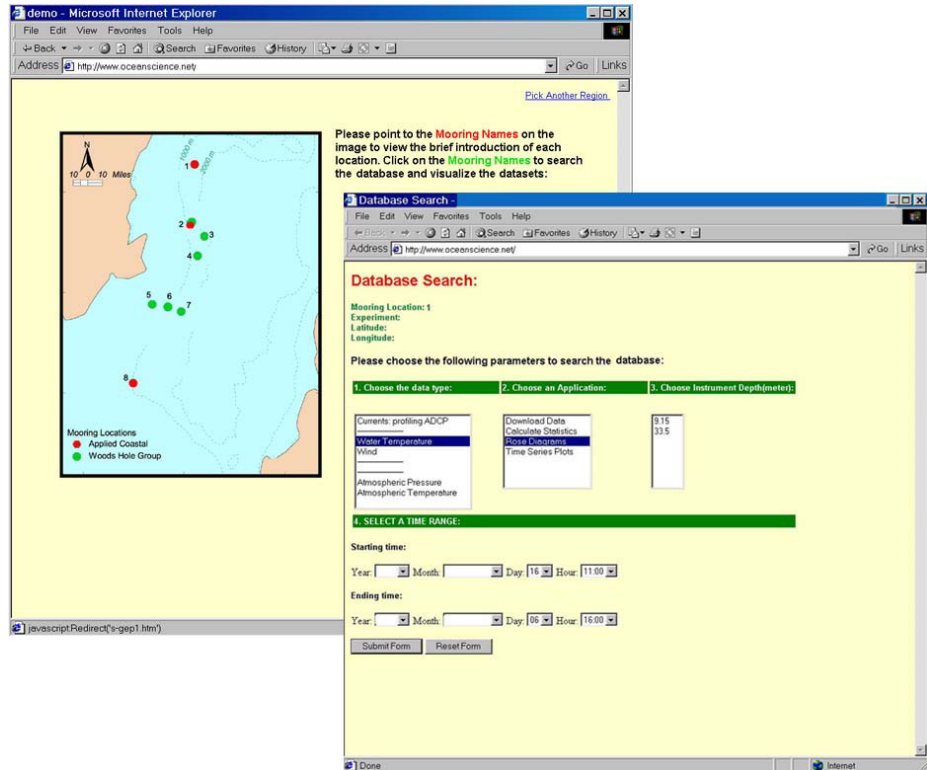 demo - Microsoft Internet Explorer
File Edit View Favorites Tools Help
Back Search Favorites History
Address http://www.oceanscience.net/ Go Links
Pick Another Region
Please point to the Mooring Names on the
image to view the brief introduction of each
location. Click on the Mooring Names to search
the database and visualize the datasets:
N
10 0 10 Miles
1000 m
2000 m
1
2
3
4
5
6
7
8
Mooring Locations
Applied Coastal
Woods Hole Group
javascript:Redirect('s-gep1.htm')
Database Search -
File Edit View Favorites Tools Help
Back Search Favorites History
Address http://www.oceanscience.net/ Go Links
Database Search:
Mooring Location: 1
Experiment:
Latitude:
Longitude:
Please choose the following parameters to search the database:
1. Choose the data type: 2. Choose an Application: 3. Choose Instrument Depth(meter):
Currents: profiling ADCP
Water Temperature
Wind
Atmospheric Pressure
Atmospheric Temperature
Download Data
Calculate Statistics
Rose Diagrams
Time Series Plots
9.15
33.5
4. SELECT A TIME RANGE:
Starting time:
Year: Month: Day: 16 Hour: 11:00
Ending time:
Year: Month: Day: 06 Hour: 16:00
Submit Form Reset Form
Done Internet